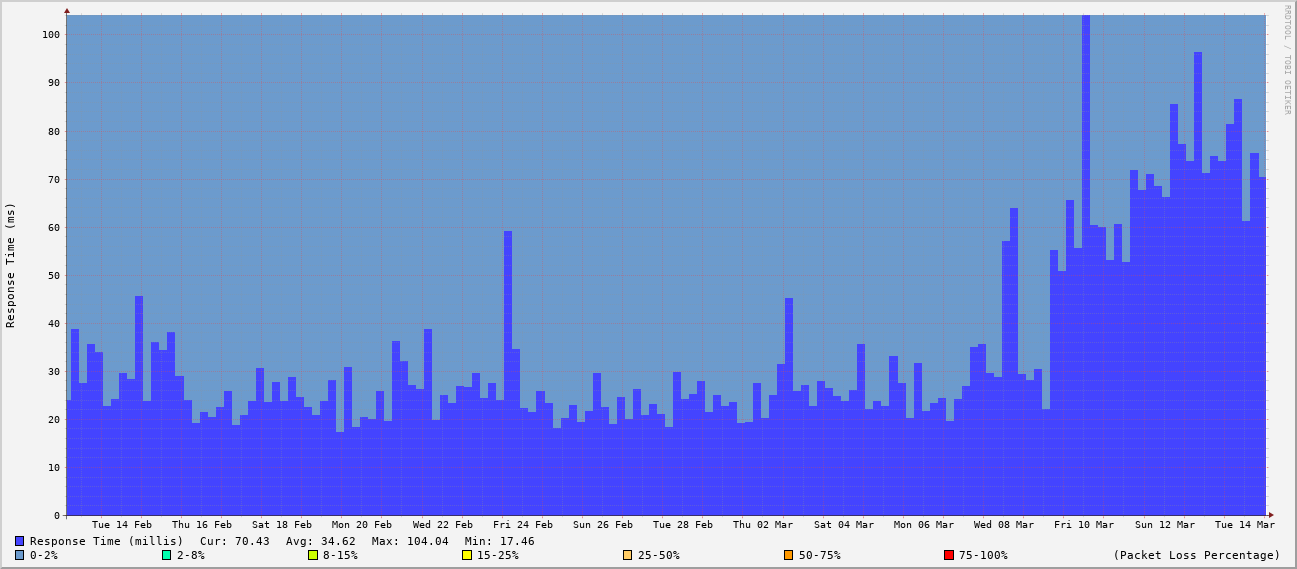 RRDTOOL / TOBI OETIKER
Response Time (ms)
100
90
80
70
60
50
40
30
20
10
0
Tue 14 Feb Thu 16 Feb Sat 18 Feb Mon 20 Feb Wed 22 Feb Fri 24 Feb Sun 26 Feb Tue 28 Feb Thu 02 Mar Sat 04 Mar Mon 06 Mar Wed 08 Mar Fri 10 Mar Sun 12 Mar Tue 14 Mar
Response Time (millis) Cur: 70.43 Avg: 34.62 Max: 104.04 Min: 17.46
0-2% 2-8% 8-15% 15-25% 25-50% 50-75% 75-100% (Packet Loss Percentage)